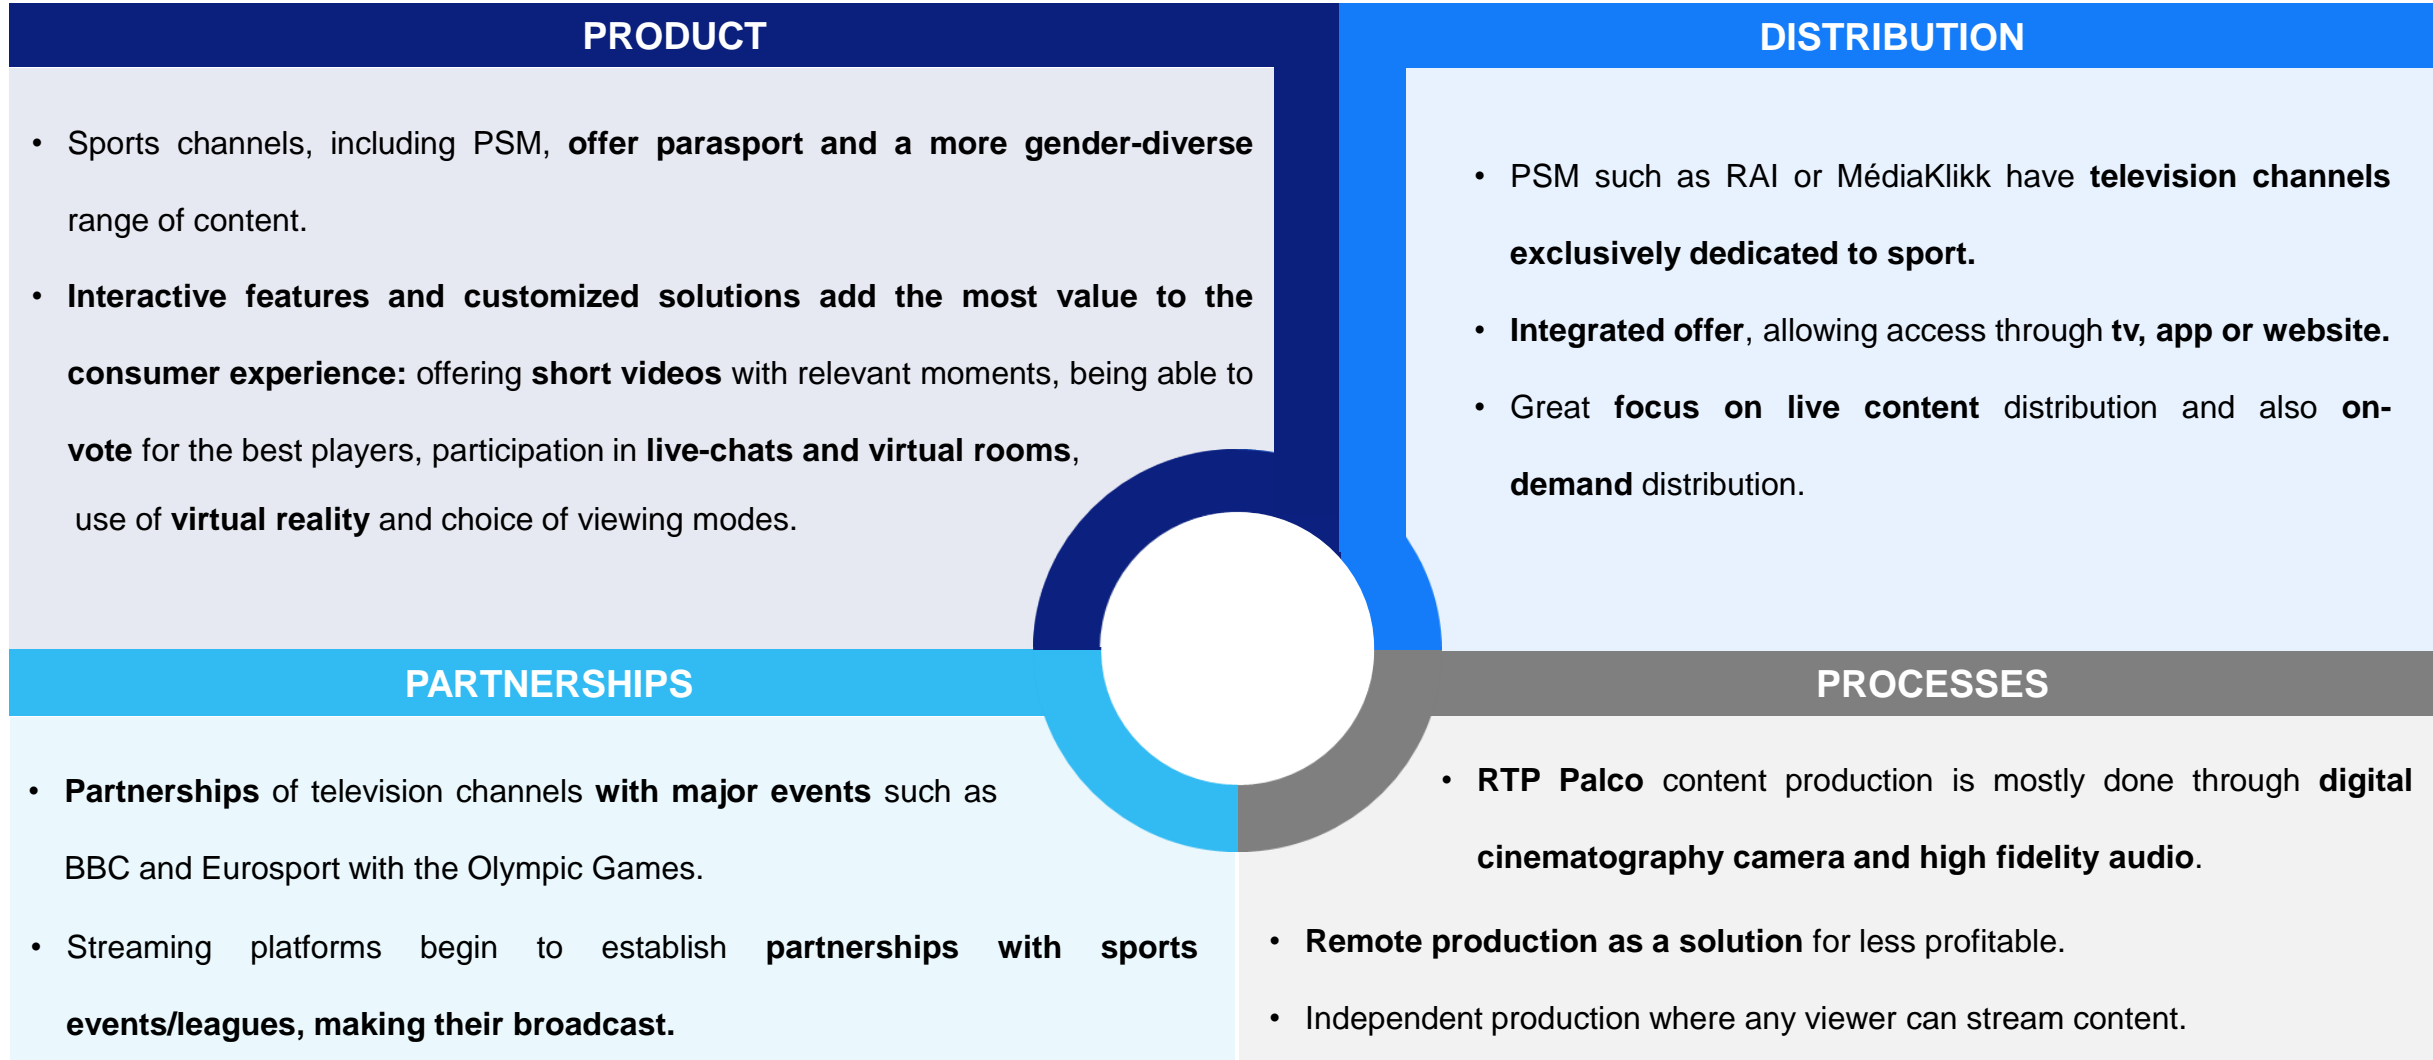 PRODUCT
• Sports channels, including PSM, offer parasport and a more gender-diverse
range of content.
• Interactive features and customized solutions add the most value to the
consumer experience: offering short videos with relevant moments, being able to
vote for the best players, participation in live-chats and virtual rooms,
use of virtual reality and choice of viewing modes.
DISTRIBUTION
• PSM such as RAI or MédiaKlikk have television channels
exclusively dedicated to sport.
• Integrated offer, allowing access through tv, app or website.
• Great focus on live content distribution and also on-
demand distribution.
PARTNERSHIPS
• Partnerships of television channels with major events such as
BBC and Eurosport with the Olympic Games.
• Streaming platforms begin to establish partnerships with sports
events/leagues, making their broadcast.
PROCESSES
• RTP Palco content production is mostly done through digital
cinematography camera and high fidelity audio.
• Remote production as a solution for less profitable.
• Independent production where any viewer can stream content.